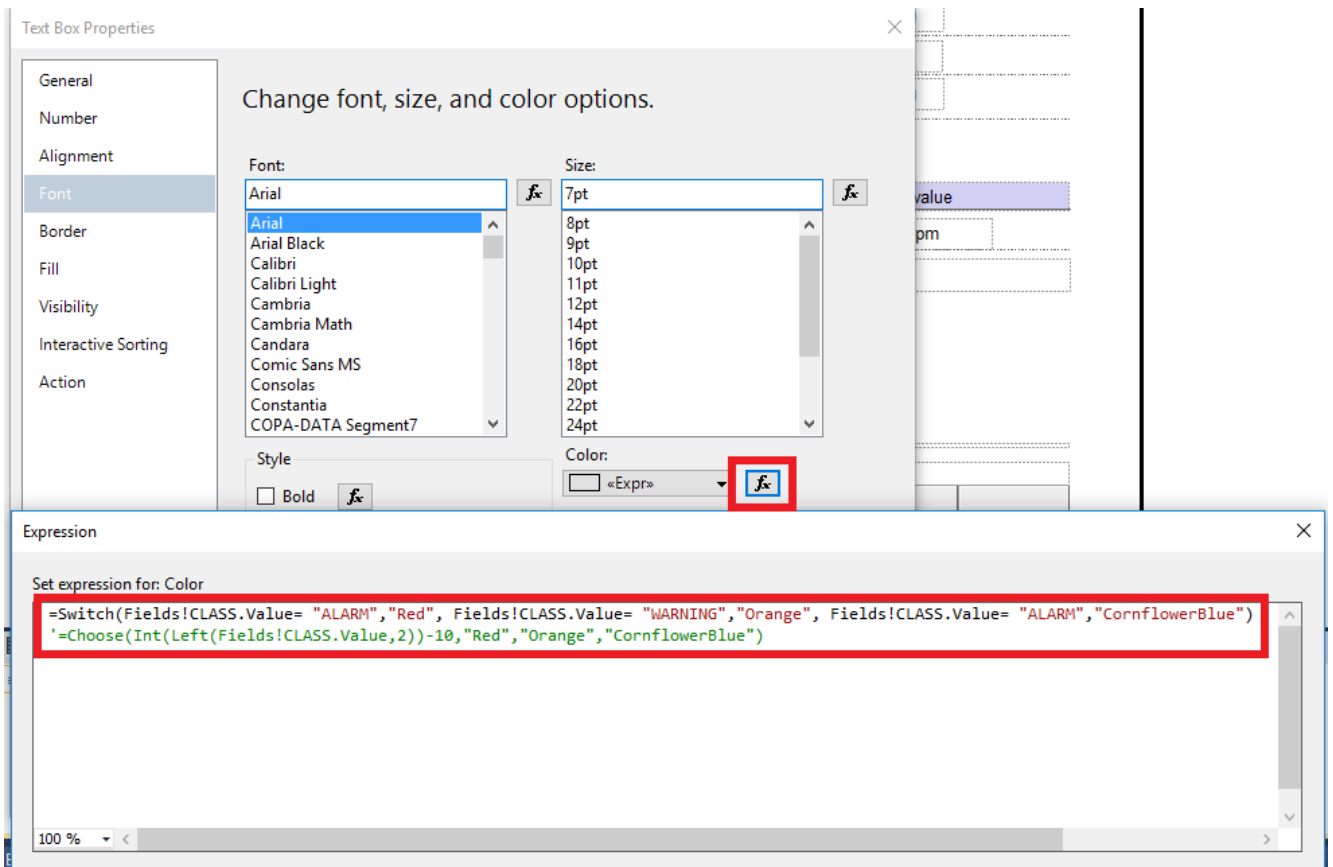 Text Box Properties
General
Number
Alignment
Font
Border
Fill
Visibility
Interactive Sorting
Action
Change font, size, and color options.
Font:
Size:
Arial
fx
7pt
fx
Arial
Arial Black
Calibri
Calibri Light
Cambria
Cambria Math
Candara
Comic Sans MS
Consolas
Constantia
COPA-DATA Segment7
8pt
9pt
10pt
11pt
12pt
14pt
16pt
18pt
20pt
22pt
24pt
Style
Bold
fx
Color:
«Expr»
fx
value
pm
Expression
Set expression for: Color
=Switch(Fields!CLASS.Value= "ALARM","Red", Fields!CLASS.Value= "WARNING","Orange", Fields!CLASS.Value= "ALARM","CornflowerBlue")
'=Choose(Int(Left(Fields!CLASS.Value,2))-10,"Red","Orange","CornflowerBlue")
100 %